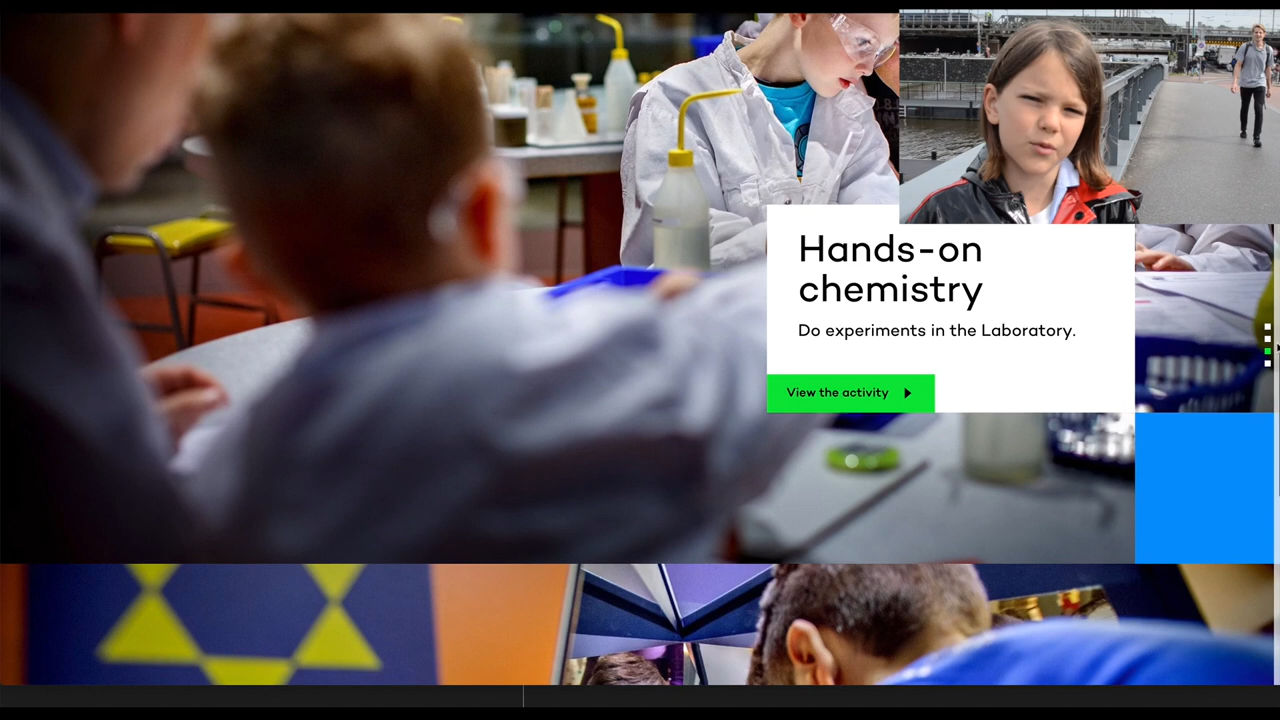 Hands-on
chemistry
Do experiments in the Laboratory.
View the activity